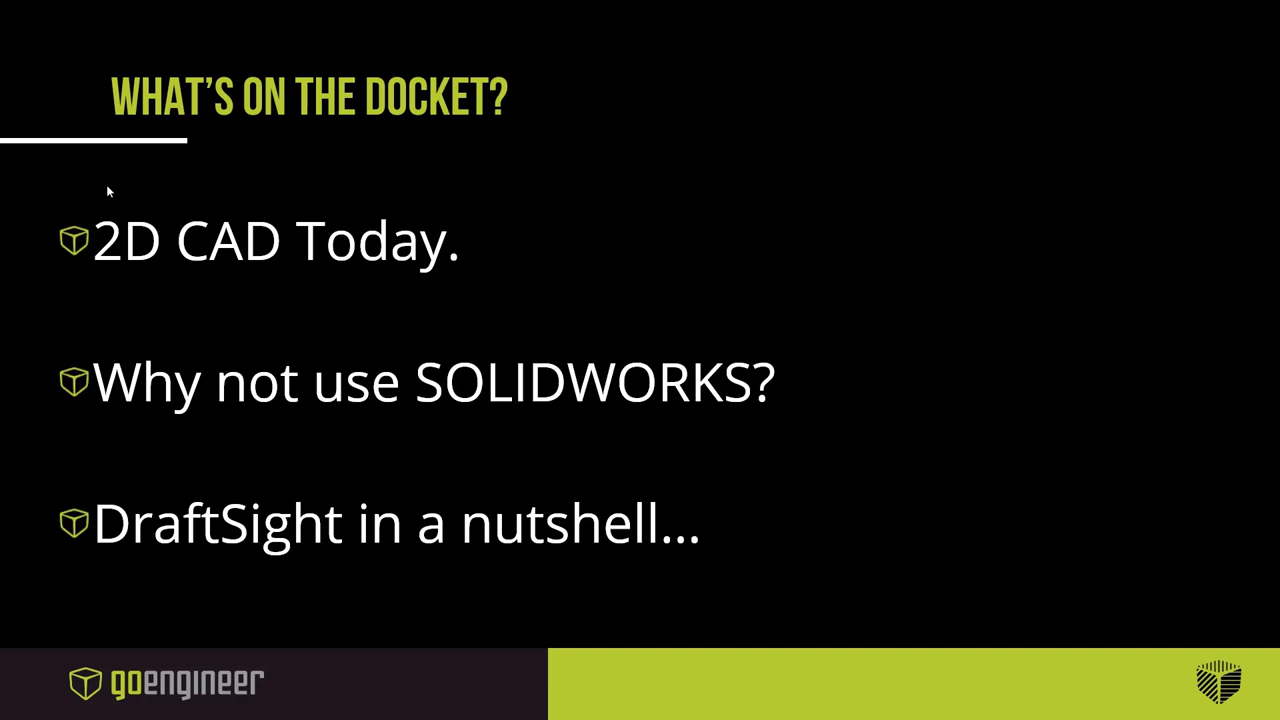 WHAT’S ON THE DOCKET?
2D CAD Today.
Why not use SOLIDWORKS?
DraftSight in a nutshell...
goengineer